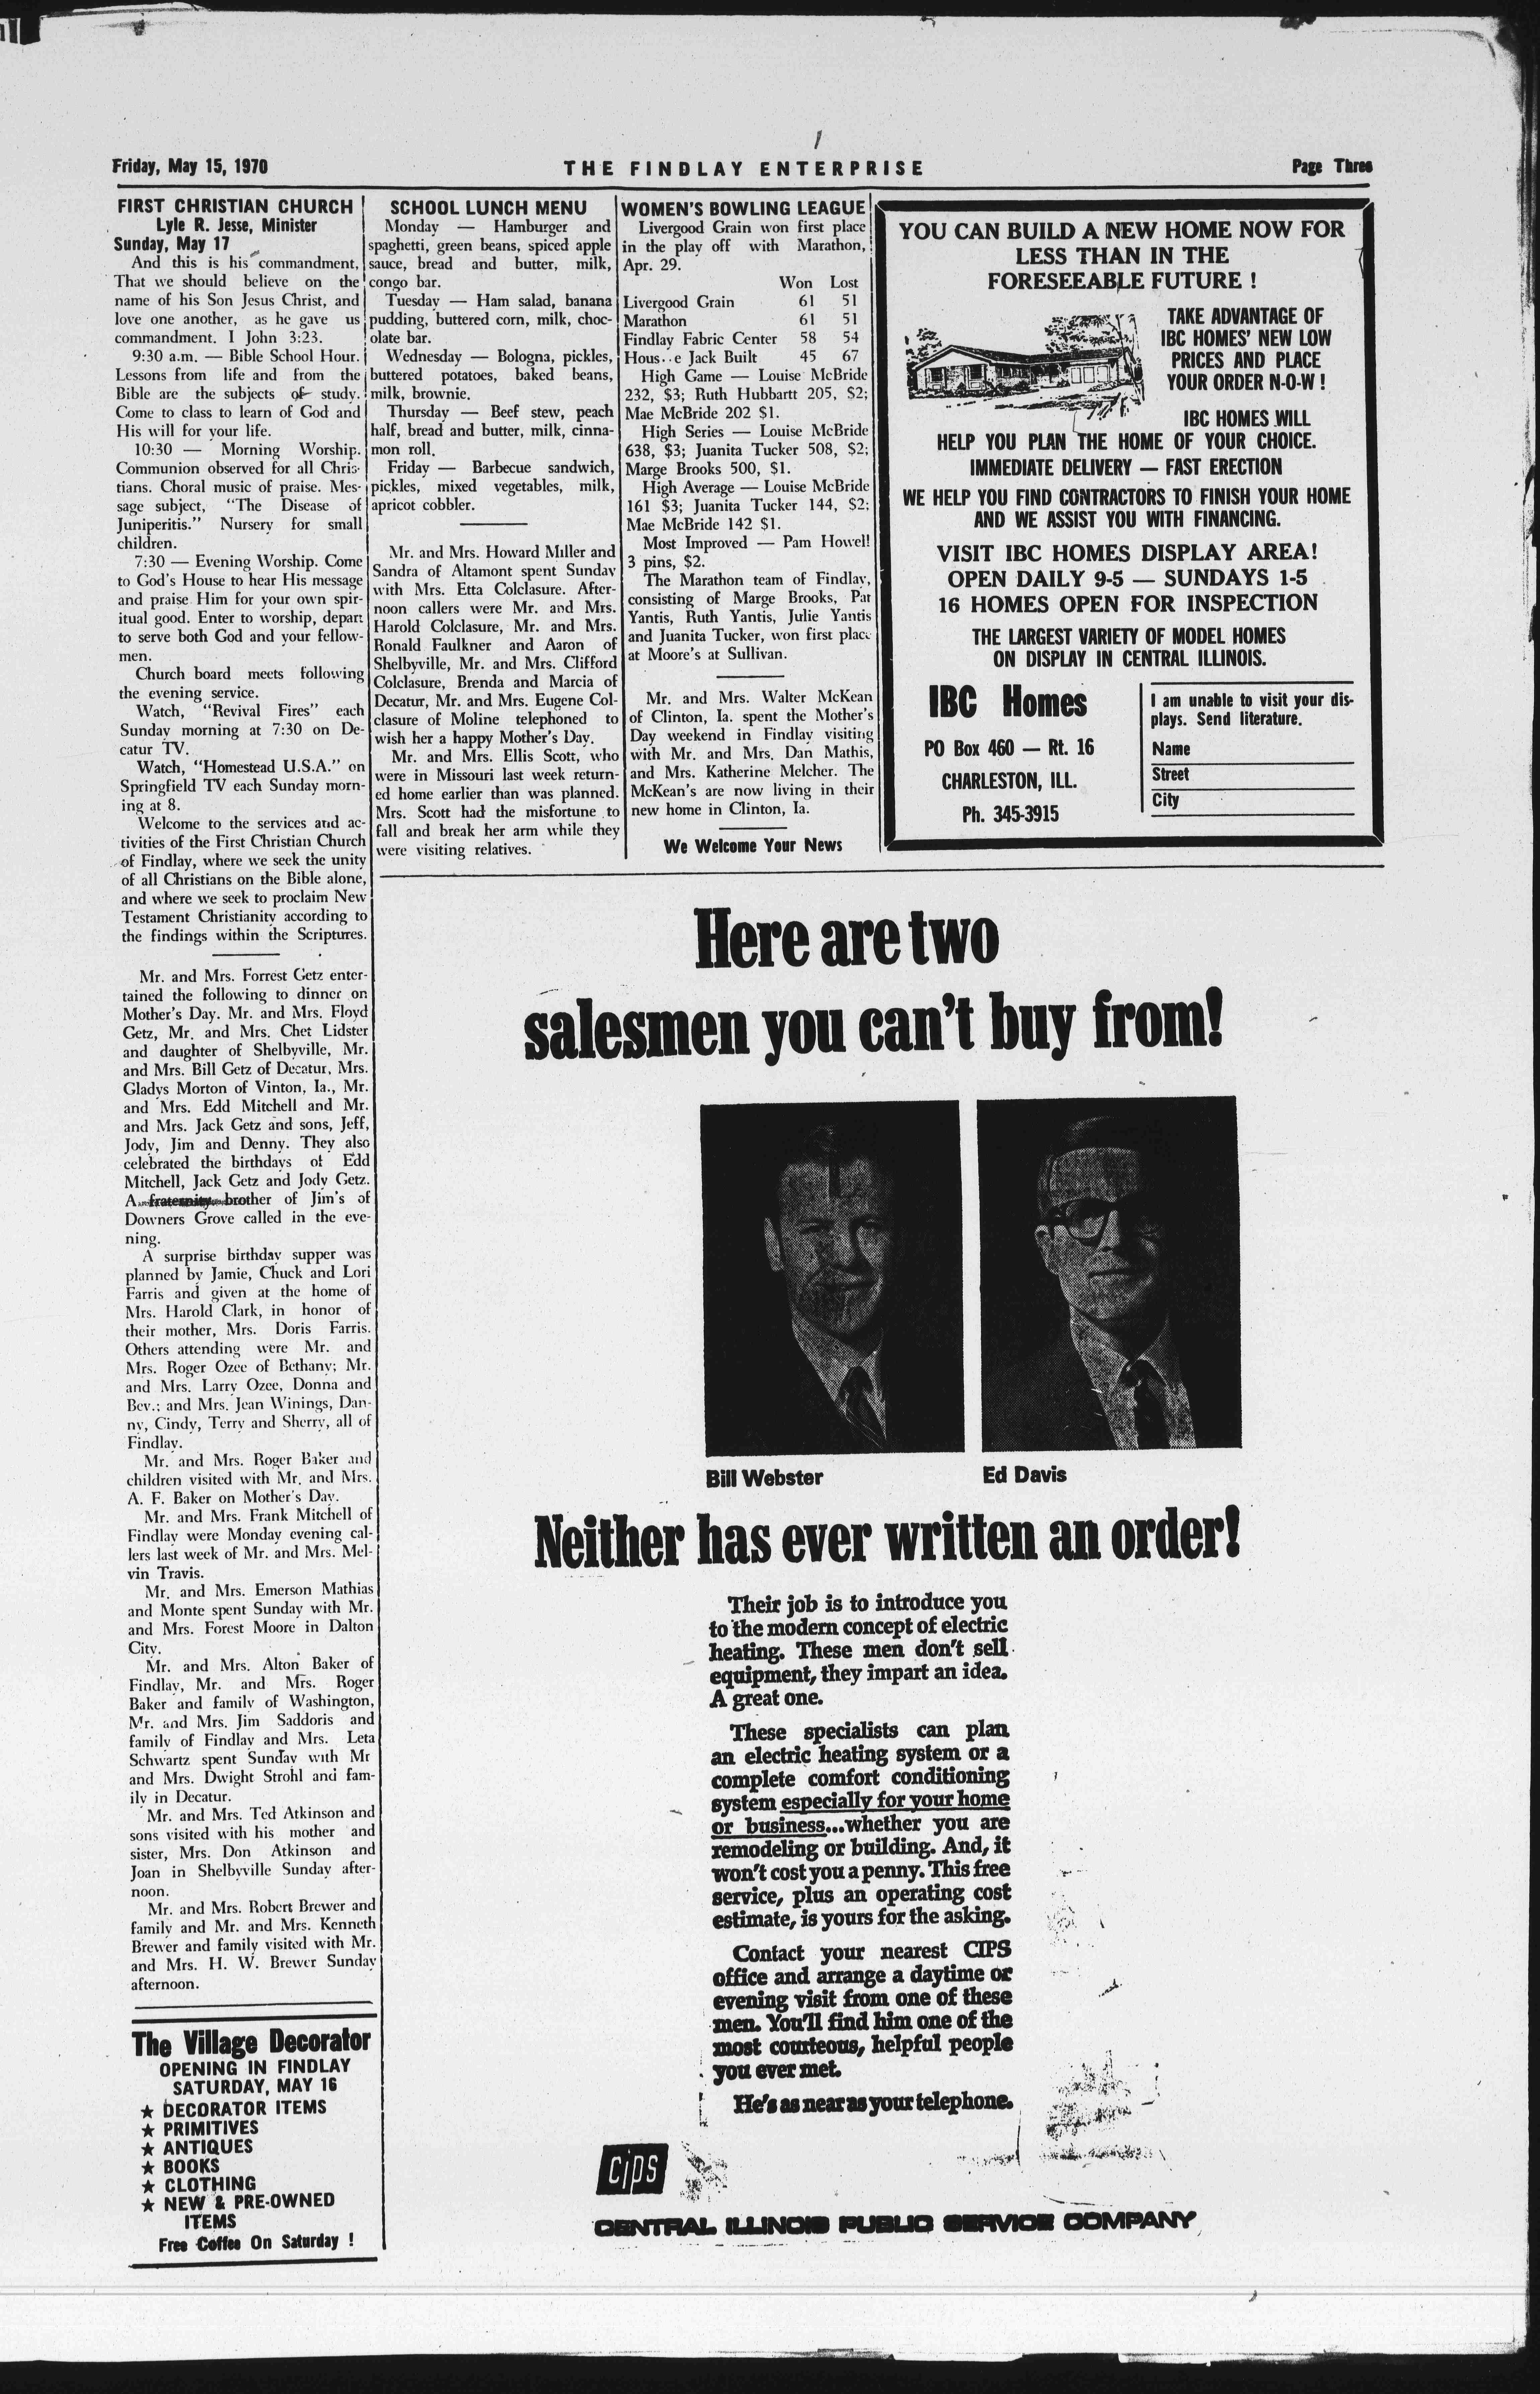 Friday, May 15, 1970
THE FINDLAY ENTERPRISE
Page Three
FIRST CHRISTIAN CHURCH
Lyle R. Jesse, Minister
Sunday, May 17
And this is his commandment,
That we should believe on the
name of his Son Jesus Christ, and
love one another, as he gave us
commandment. I John 3:23.
9:30 a.m. — Bible School Hour.
Lessons from life and from the
Bible are the subjects of study.
Come to class to learn of God and
His will for your life.
10:30 — Morning Worship.
Communion observed for all Chris-
tians. Choral music of praise. Mes-
sage subject, "The Disease of
Juniperitis." Nursery for small
children.
7:30 — Evening Worship. Come
to God's House to hear His message
and praise Him for your own spir-
itual good. Enter to worship, depart
to serve both God and your fellow-
men.
Church board meets following
the evening service.
Watch, "Revival Fires" each
Sunday morning at 7:30 on De-
catur TV.
Watch, "Homestead U.S.A." on
Springfield TV each Sunday morn-
ing at 8.
Welcome to the services and ac-
tivities of the First Christian Church
of Findlay, where we seek the unity
of all Christians on the Bible alone,
and where we seek to proclaim New
Testament Christianity according to
the findings within the Scriptures.
Mr. and Mrs. Forrest Getz enter-
tained the following to dinner on
Mother's Day. Mr. and Mrs. Floyd
Getz, Mr. and Mrs. Chet Lidster
and daughter of Shelbyville, Mr.
and Mrs. Bill Getz of Decatur, Mrs.
Gladys Morton of Vinton, Ia., Mr.
and Mrs. Edd Mitchell and Mr.
and Mrs. Jack Getz and sons, Jeff,
Jody, Jim and Denny. They also
celebrated the birthdays of Edd
Mitchell, Jack Getz and Jody Getz.
A fraternity brother of Jim's of
Downers Grove called in the eve-
ning.
A surprise birthday supper was
planned by Jamie, Chuck and Lori
Farris and given at the home of
Mrs. Harold Clark, in honor of
their mother, Mrs. Doris Farris.
Others attending were Mr. and
Mrs. Roger Ozee of Bethany; Mr.
and Mrs. Larry Ozee, Donna and
Bev.; and Mrs. Jean Winings, Dan-
ny, Cindy, Terry and Sherry, all of
Findlay.
Mr. and Mrs. Roger Baker and
children visited with Mr. and Mrs.
A. F. Baker on Mother's Day.
Mr. and Mrs. Frank Mitchell of
Findlay were Monday evening cal-
lers last week of Mr. and Mrs. Mel-
vin Travis.
Mr. and Mrs. Emerson Mathias
and Monte spent Sunday with Mr.
and Mrs. Forest Moore in Dalton
City.
Mr. and Mrs. Alton Baker of
Findlay, Mr. and Mrs. Roger
Baker and family of Washington,
Mr. and Mrs. Jim Saddoris and
family of Findlay and Mrs. Leta
Schwartz spent Sunday with Mr
and Mrs. Dwight Strohl and fam-
ily in Decatur.
Mr. and Mrs. Ted Atkinson and
sons visited with his mother and
sister, Mrs. Don Atkinson and
Joan in Shelbyville Sunday after-
noon.
Mr. and Mrs. Robert Brewer and
family and Mr. and Mrs. Kenneth
Brewer and family visited with Mr.
and Mrs. H. W. Brewer Sunday
afternoon.
The Village Decorator
OPENING IN FINDLAY
SATURDAY, MAY 16
★ DECORATOR ITEMS
★ PRIMITIVES
★ ANTIQUES
★ BOOKS
★ CLOTHING
★ NEW & PRE-OWNED
ITEMS
Free Coffee On Saturday !
SCHOOL LUNCH MENU
Monday — Hamburger and
spaghetti, green beans, spiced apple
sauce, bread and butter, milk,
congo bar.
Tuesday — Ham salad, banana
pudding, buttered corn, milk, choc-
olate bar.
Wednesday — Bologna, pickles,
buttered potatoes, baked beans,
milk, brownie.
Thursday — Beef stew, peach
half, bread and butter, milk, cinna-
mon roll.
Friday — Barbecue sandwich,
pickles, mixed vegetables, milk,
apricot cobbler.
Mr. and Mrs. Howard Miller and
Sandra of Altamont spent Sunday
with Mrs. Etta Colclasure. After-
noon callers were Mr. and Mrs.
Harold Colclasure, Mr. and Mrs.
Ronald Faulkner and Aaron of
Shelbyville, Mr. and Mrs. Clifford
Colclasure, Brenda and Marcia of
Decatur, Mr. and Mrs. Eugene Col-
clasure of Moline telephoned to
wish her a happy Mother's Day.
Mr. and Mrs. Ellis Scott, who
were in Missouri last week return-
ed home earlier than was planned.
Mrs. Scott had the misfortune to
fall and break her arm while they
were visiting relatives.
WOMEN'S BOWLING LEAGUE
Livergood Grain won first place
in the play off with Marathon,
Apr. 29.
Won Lost
Livergood Grain 61 51
Marathon 61 51
Findlay Fabric Center 58 54
Hous..e Jack Built 45 67
High Game — Louise McBride
232, $3; Ruth Hubbartt 205, $2;
Mae McBride 202 $1.
High Series — Louise McBride
638, $3; Juanita Tucker 508, $2;
Marge Brooks 500, $1.
High Average — Louise McBride
161 $3; Juanita Tucker 144, $2;
Mae McBride 142 $1.
Most Improved — Pam Howell
3 pins, $2.
The Marathon team of Findlay,
consisting of Marge Brooks, Pat
Yantis, Ruth Yantis, Julie Yantis
and Juanita Tucker, won first place
at Moore's at Sullivan.
Mr. and Mrs. Walter McKean
of Clinton, Ia. spent the Mother's
Day weekend in Findlay visiting
with Mr. and Mrs. Dan Mathis,
and Mrs. Katherine Melcher. The
McKean's are now living in their
new home in Clinton, Ia.
We Welcome Your News
YOU CAN BUILD A NEW HOME NOW FOR
LESS THAN IN THE
FORESEEABLE FUTURE !
TAKE ADVANTAGE OF
IBC HOMES' NEW LOW
PRICES AND PLACE
YOUR ORDER N-O-W !
IBC HOMES WILL
HELP YOU PLAN THE HOME OF YOUR CHOICE.
IMMEDIATE DELIVERY — FAST ERECTION
WE HELP YOU FIND CONTRACTORS TO FINISH YOUR HOME
AND WE ASSIST YOU WITH FINANCING.
VISIT IBC HOMES DISPLAY AREA!
OPEN DAILY 9-5 — SUNDAYS 1-5
16 HOMES OPEN FOR INSPECTION
THE LARGEST VARIETY OF MODEL HOMES
ON DISPLAY IN CENTRAL ILLINOIS.
IBC Homes
PO Box 460 — Rt. 16
CHARLESTON, ILL.
Ph. 345-3915
I am unable to visit your dis-
plays. Send literature.
Name
Street
City
Here are two
salesmen you can't buy from!
Bill Webster
Ed Davis
Neither has ever written an order!
Their job is to introduce you
to the modern concept of electric
heating. These men don't sell
equipment, they impart an idea.
A great one.
These specialists can plan
an electric heating system or a
complete comfort conditioning
system especially for your home
or business...whether you are
remodeling or building. And, it
won't cost you a penny. This free
service, plus an operating cost
estimate, is yours for the asking.
Contact your nearest CIPS
office and arrange a daytime or
evening visit from one of these
men. You'll find him one of the
most courteous, helpful people
you ever met.
He's as near as your telephone.
CIPS
CENTRAL ILLINOIS PUBLIC SERVICE COMPANY